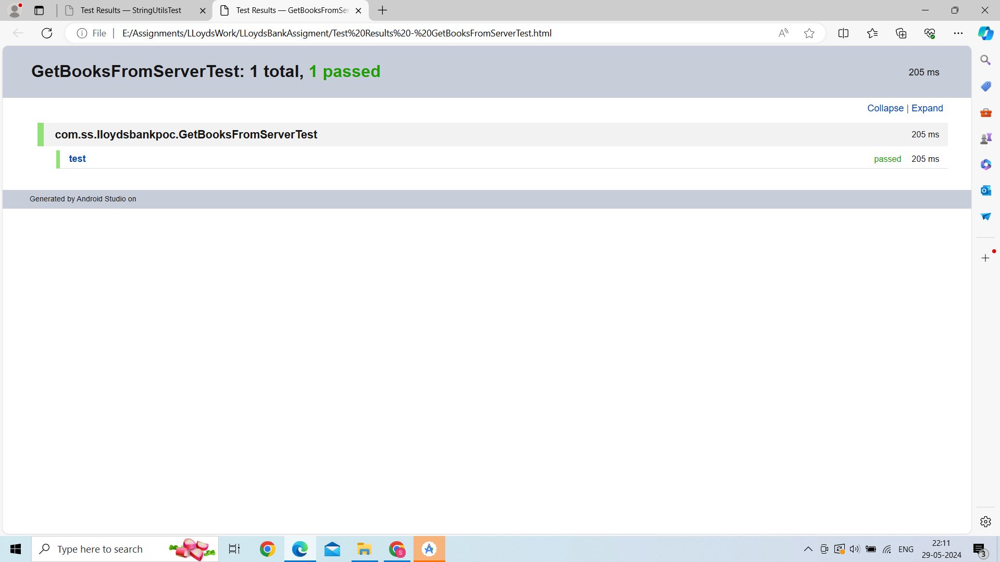 Test Results — StringUtilsTest
Test Results — GetBooksFromSer
File
E:/Assignments/LLoydsWork/LLoydsBankAssigment/Test%20Results%20-%20GetBooksFromServerTest.html
GetBooksFromServerTest: 1 total, 1 passed
205 ms
Collapse | Expand
com.ss.lloydsbankpoc.GetBooksFromServerTest
205 ms
test
passed
205 ms
Generated by Android Studio on
Type here to search
S
ENG
22:11
29-05-2024
3